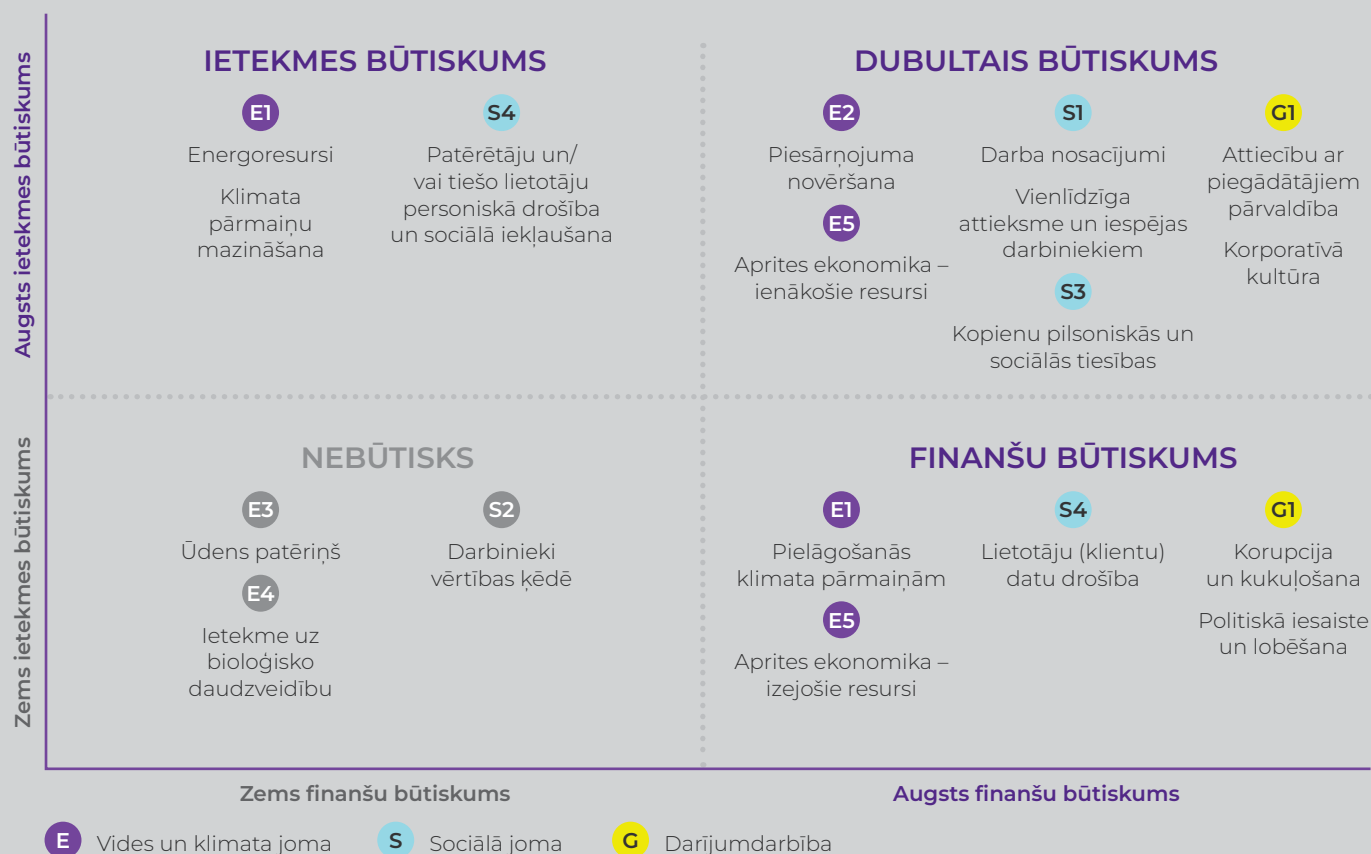 Augsts ietekmes būtiskums
IETEKMES BŪTISKUMS
E1
Energoresursi
Klimata
pārmaiņu
mazināšana
S4
Patērētāju un/
vai tiešo lietotāju
personiskā drošība
un sociālā iekļaušana
DUBULTAIS BŪTISKUMS
E2
Piesārņojuma
novēršana
E5
Aprites ekonomika –
ienākošie resursi
S1
Darba nosacījumi
Vienlīdzīga
attieksme un iespējas
darbiniekiem
S3
Kopienu pilsoniskās un
sociālās tiesības
G1
Attiecību ar
piegādātājiem
pārvaldība
Korporatīvā
kultūra
Zems ietekmes būtiskums
NEBŪTISKS
E3
Ūdens patēriņš
E4
Ietekme uz
bioloģisko
daudzveidību
S2
Darbinieki
vērtības ķēdē
FINANŠU BŪTISKUMS
E1
Pielāgošanās
klimata pārmaiņām
E5
Aprites ekonomika –
izejošie resursi
S4
Lietotāju (klientu)
datu drošība
G1
Korupcija
un kukuļošana
Politiskā iesaiste
un lobēšana
Zems finanšu būtiskums
Augsts finanšu būtiskums
E Vides un klimata joma
S Sociālā joma
G Darījumdarbība